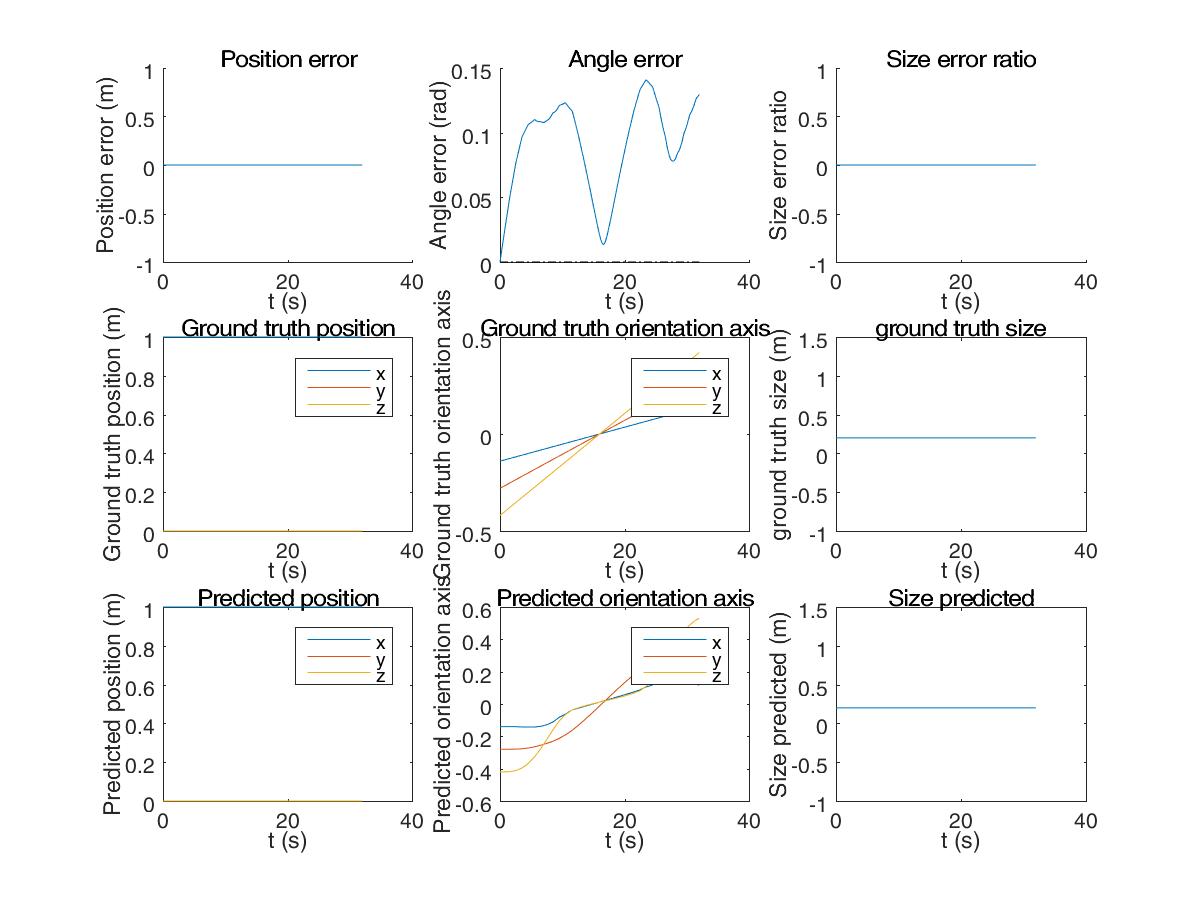 Position error
Position error (m)
1
0.5
0
-0.5
-1
0
20
40
t (s)
Angle error
Angle error (rad)
0.15
0.1
0.05
0
0
20
40
t (s)
Size error ratio
Size error ratio
1
0.5
0
-0.5
-1
0
20
40
t (s)
Ground truth position
Ground truth position (m)
1
0.8
0.6
0.4
0.2
0
x
y
z
0
20
40
t (s)
Ground truth orientation axis
Ground truth orientation axis
0.5
0
-0.5
x
y
z
0
20
40
t (s)
ground truth size
ground truth size (m)
1.5
1
0.5
0
-0.5
-1
0
20
40
t (s)
Predicted position
Predicted position (m)
1
0.8
0.6
0.4
0.2
0
x
y
z
0
20
40
t (s)
Predicted orientation axis
Predicted orientation axis
0.6
0.4
0.2
0
-0.2
-0.4
-0.6
x
y
z
0
20
40
t (s)
Size predicted
Size predicted (m)
1.5
1
0.5
0
-0.5
-1
0
20
40
t (s)